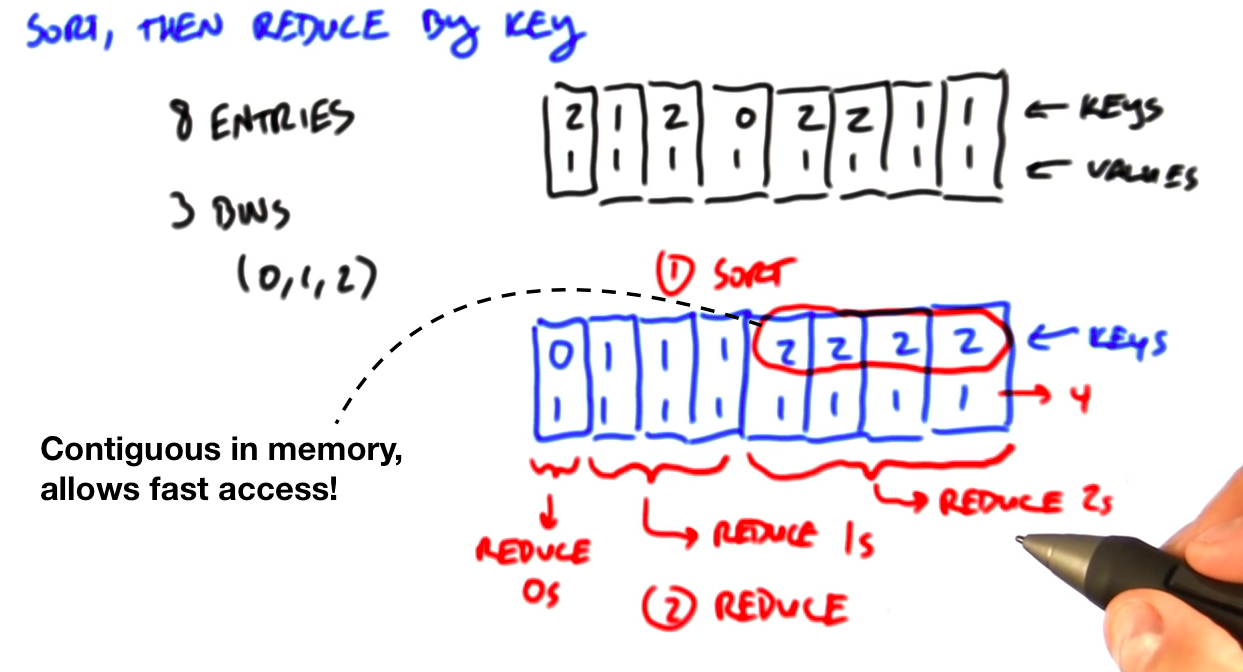 SORT, THEN REDUCE BY KEY
8 ENTRIES
3 BINS
(0,1,2)
2 1 2 0 2 2 1 1 ← KEYS
1 1 1 1 1 1 1 1 ← VALUES
① SORT
0 1 1 1 2 2 2 2 ← KEYS
1 1 1 1 1 1 1 1 → 4
Contiguous in memory,
allows fast access!
REDUCE 2s
REDUCE 1s
REDUCE
0s
② REDUCE